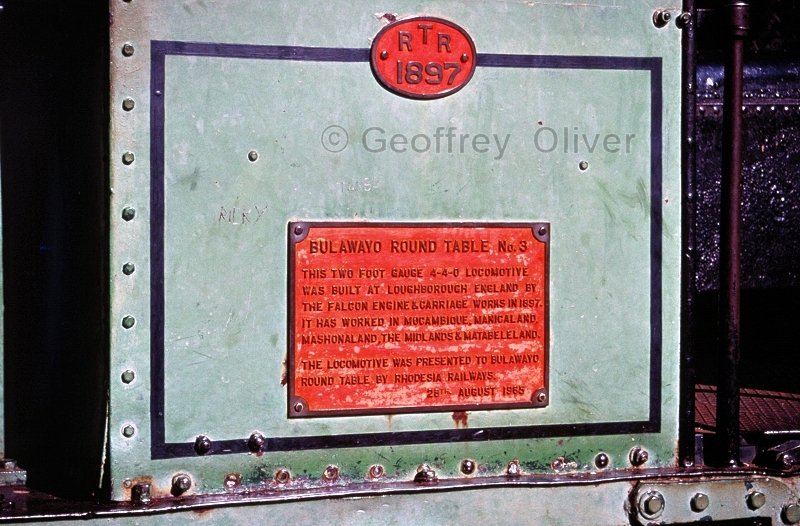 RTR
1897
© Geoffrey Oliver
BULAWAYO ROUND TABLE No. 3
THIS TWO FOOT GAUGE 4-4-0 LOCOMOTIVE
WAS BUILT AT LOUGHBOROUGH ENGLAND BY
THE FALCON ENGINE & CARRIAGE WORKS IN 1897.
IT HAS WORKED IN MOCAMBIQUE, MANICALAND,
MASHONALAND, THE MIDLANDS & MATABELELAND.
THE LOCOMOTIVE WAS PRESENTED TO BULAWAYO
ROUND TABLE BY RHODESIA RAILWAYS.
28TH AUGUST 1965